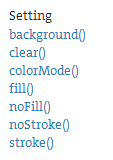 Setting
background()
clear()
colorMode()
fill()
noFill()
noStroke()
stroke()